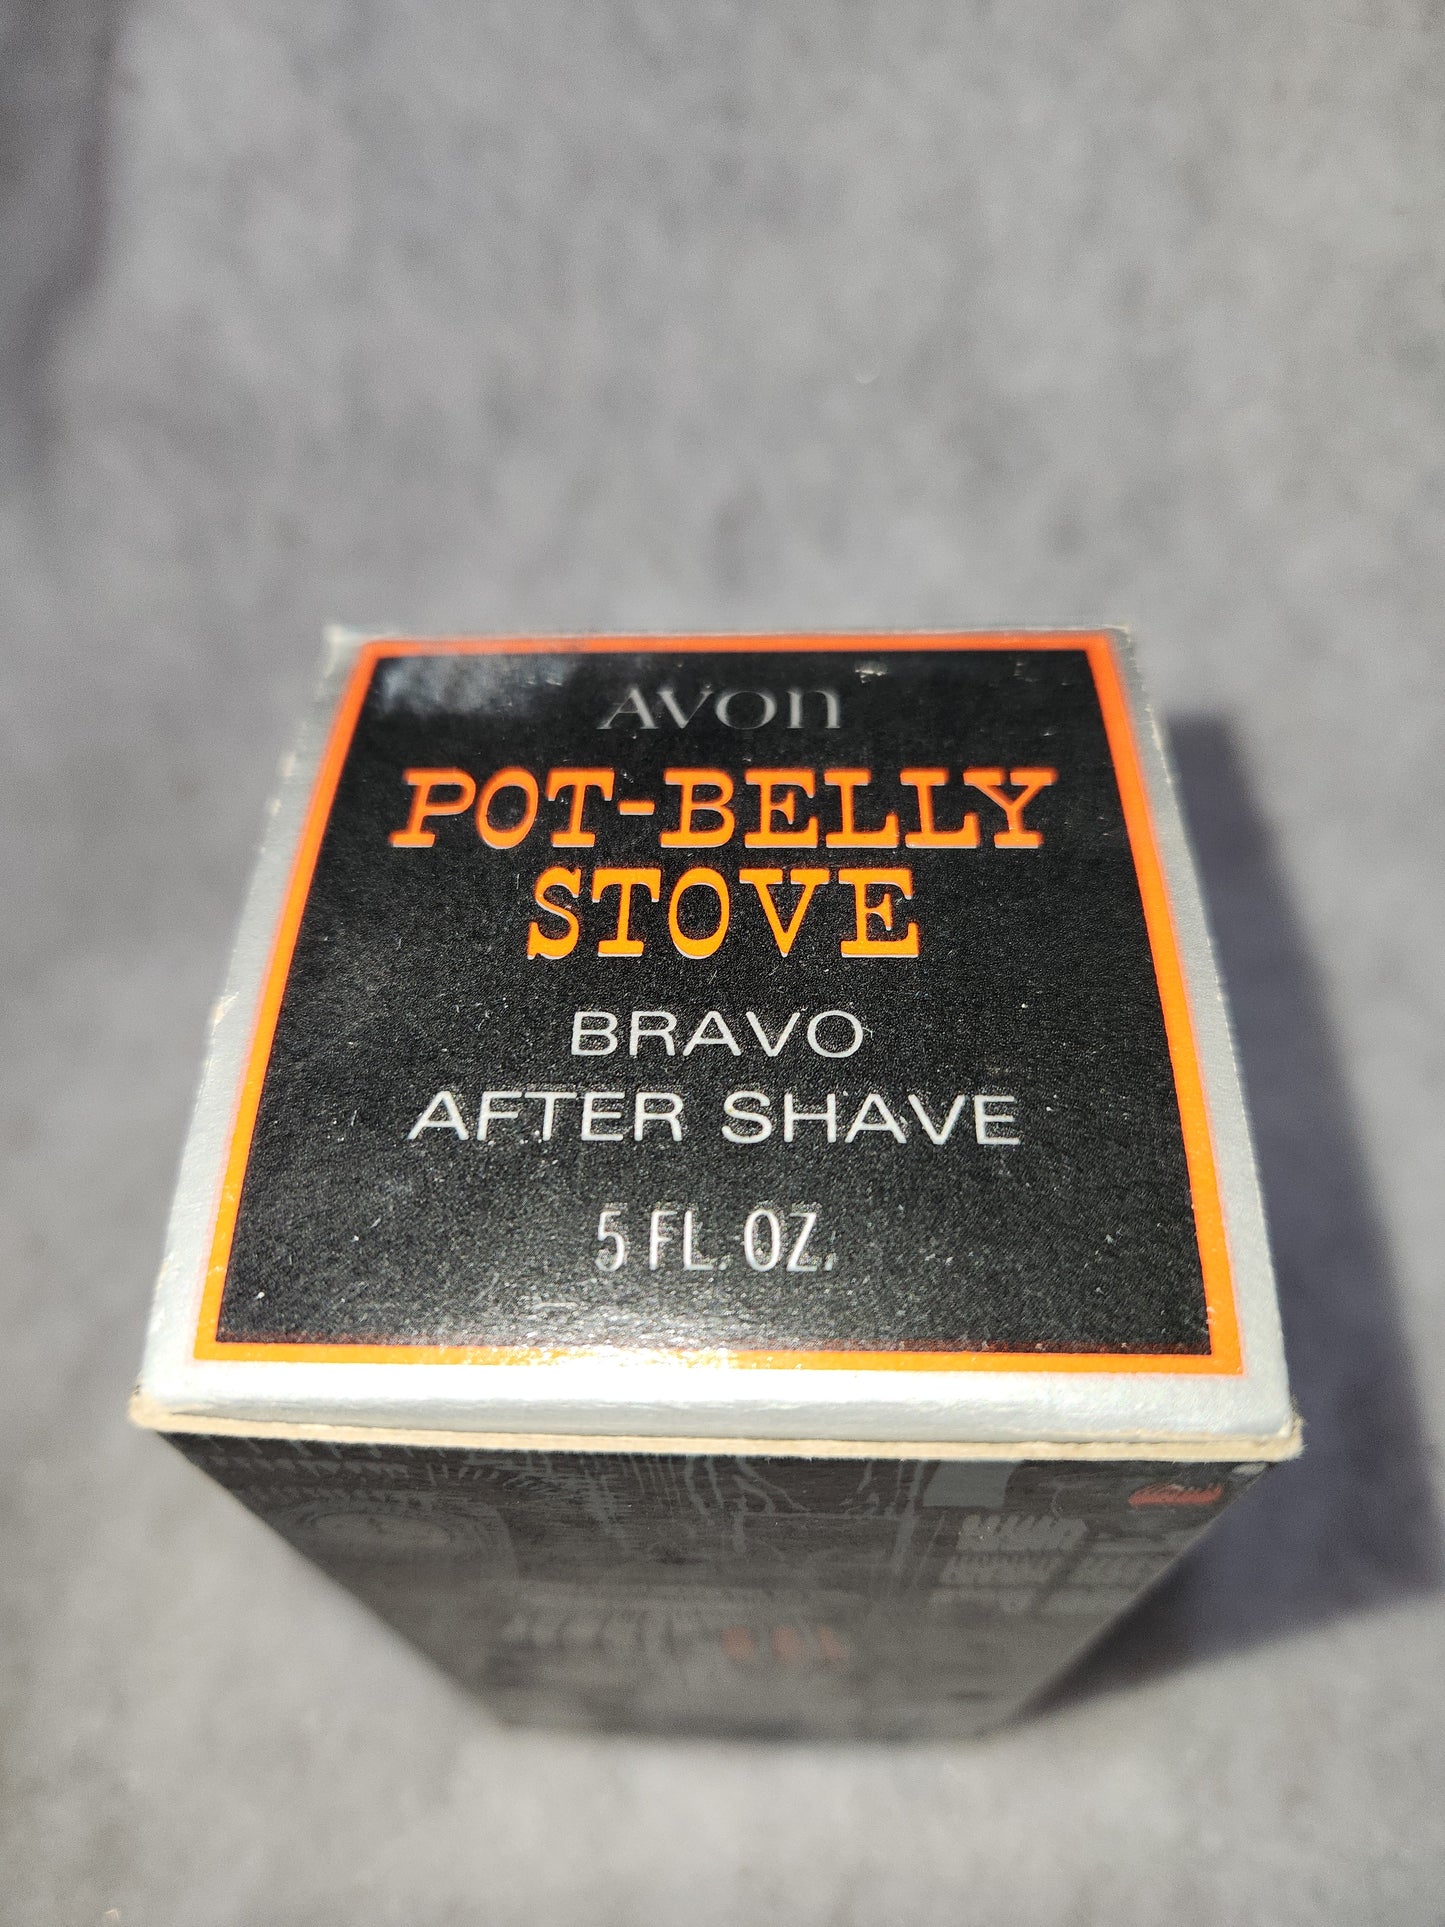 AVON
POT-BELLY
STOVE
BRAVO
AFTER SHAVE
5 FL. OZ.